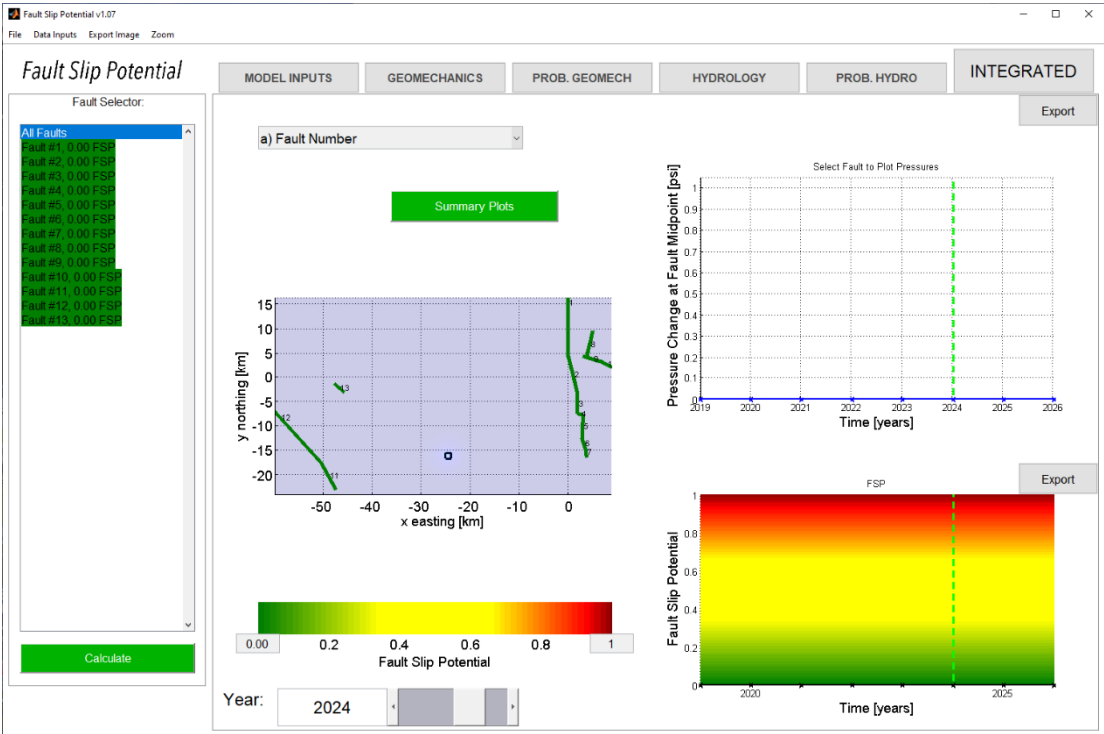 Fault Slip Potential v1.07
File Data Inputs Export Image Zoom
Fault Slip Potential
MODEL INPUTS
GEOMECHANICS
PROB. GEOMECH
HYDROLOGY
PROB. HYDRO
INTEGRATED
Fault Selector:
All Faults
Fault #1, 0.00 FSP
Fault #2, 0.00 FSP
Fault #3, 0.00 FSP
Fault #4, 0.00 FSP
Fault #5, 0.00 FSP
Fault #6, 0.00 FSP
Fault #7, 0.00 FSP
Fault #8, 0.00 FSP
Fault #9, 0.00 FSP
Fault #10, 0.00 FSP
Fault #11, 0.00 FSP
Fault #12, 0.00 FSP
Fault #13, 0.00 FSP
Calculate
a) Fault Number
Summary Plots
y northing [km]
15
10
5
0
-5
-10
-15
-20
1
2
3
4
5
6
7
8
9
11
12
13
-50 -40 -30 -20 -10 0
x easting [km]
0.00 0.2 0.4 0.6 0.8 1
Fault Slip Potential
Year:
2024
Export
Select Fault to Plot Pressures
Pressure Change at Fault Midpoint [psi]
1
0.9
0.8
0.7
0.6
0.5
0.4
0.3
0.2
0.1
0
2019 2020 2021 2022 2023 2024 2025 2026
Time [years]
Export
FSP
Fault Slip Potential
1
0.8
0.6
0.4
0.2
0
2020 2025
Time [years]